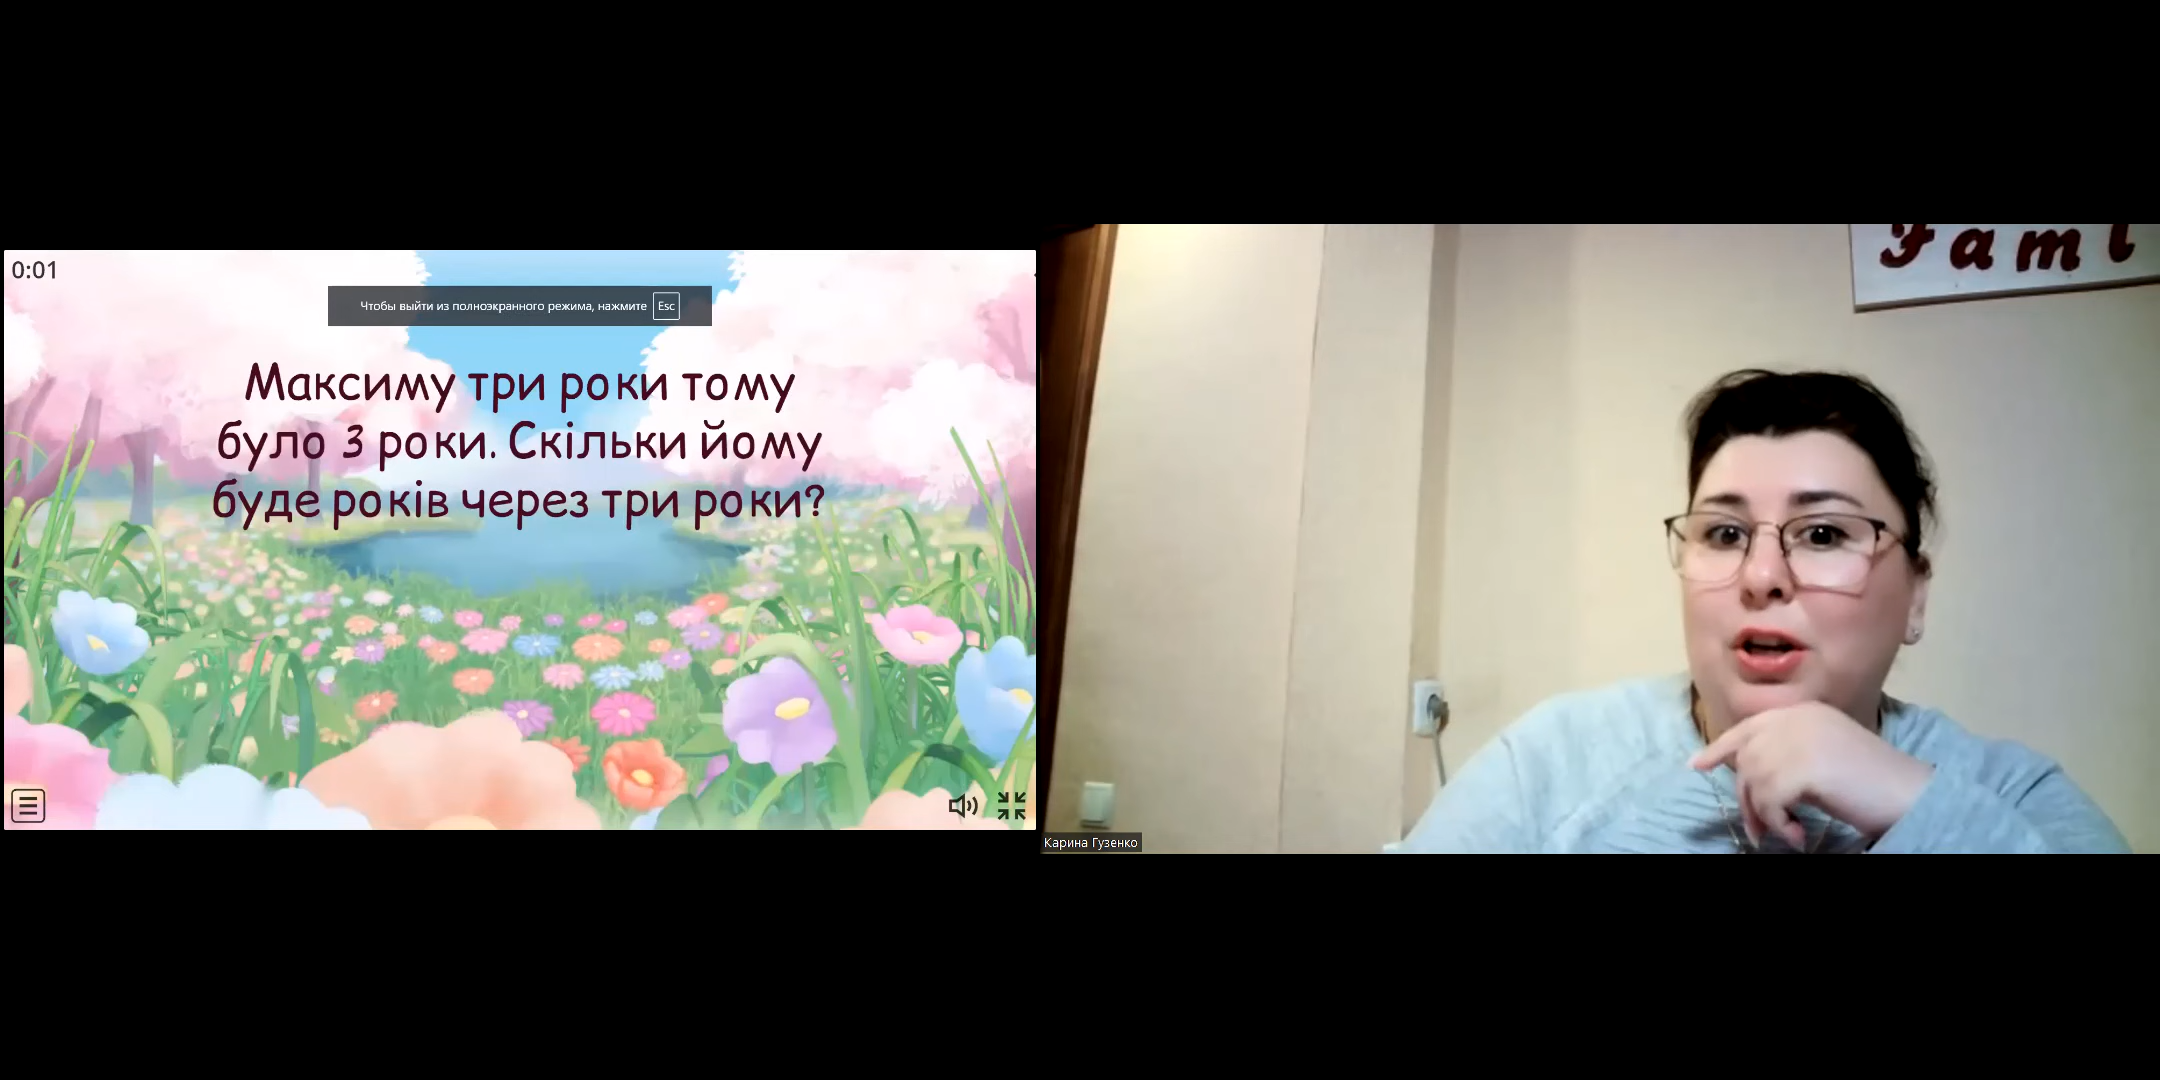 0:01
Чтобы выйти из полноэкранного режима, нажмите Esc
Максиму три роки тому
було 3 роки. Скільки йому
буде років через три роки?
Fami
Карина Гузенко